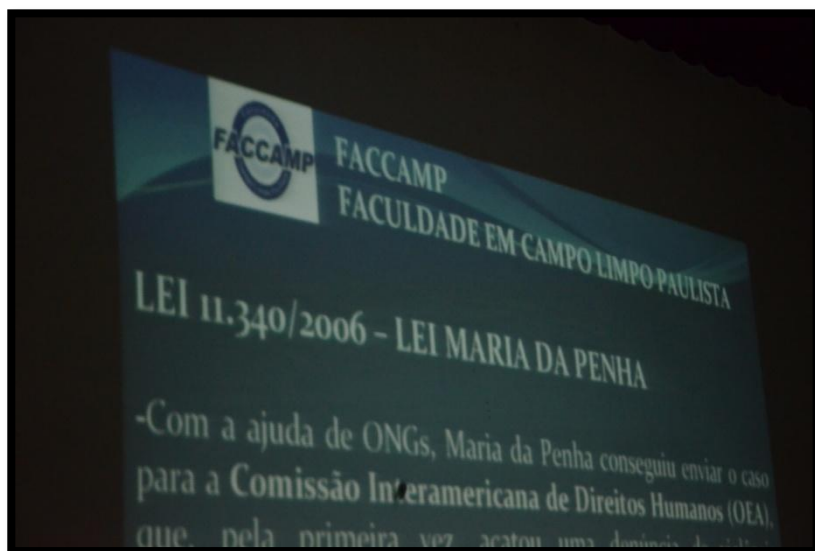 FACCAMP
FACCAMP
FACULDADE EM CAMPO LIMPO PAULISTA
LEI 11.340/2006 – LEI MARIA DA PENHA
-Com a ajuda de ONGs, Maria da Penha conseguiu enviar o caso
para a Comissão Interamericana de Direitos Humanos (OEA),
que, pela primeira vez, acatou uma denúncia de